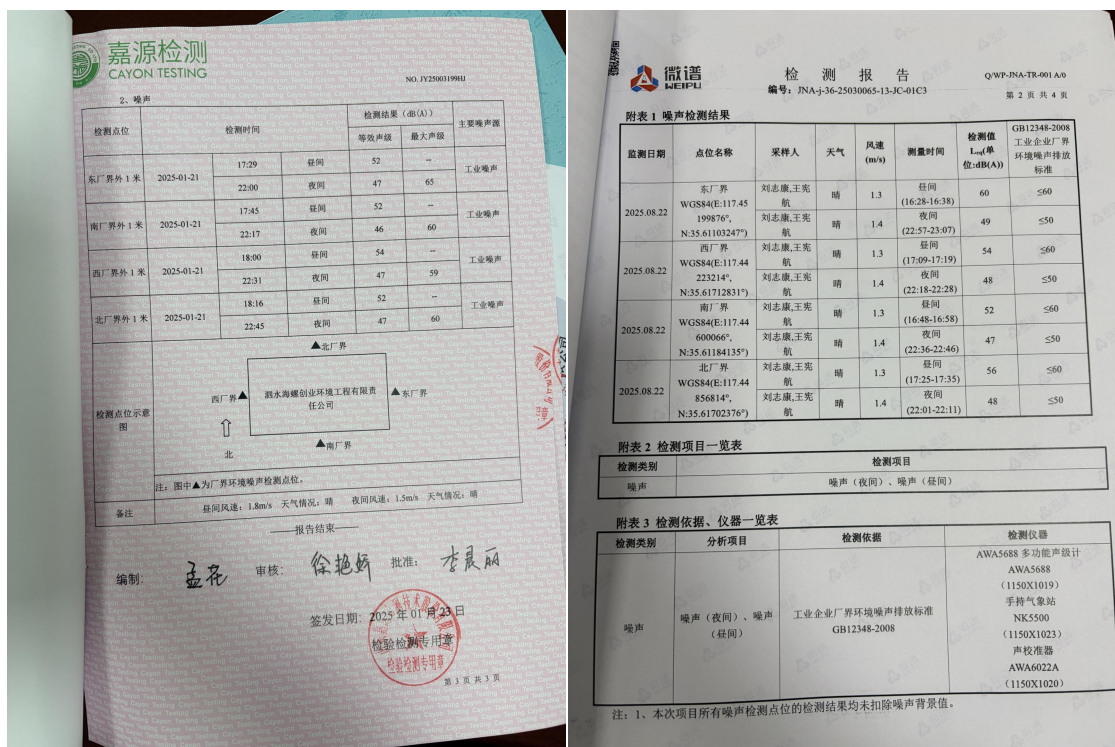 嘉源检测
CAYON TESTING
NO. JY25003199HJ
2、噪声
检测点位 检测时间 检测结果（dB(A)） 主要噪声源
等效声级 最大声级
东厂界外 1 米 2025-01-21 17:29 昼间 52 -- 工业噪声
22:00 夜间 47 65
南厂界外 1 米 2025-01-21 17:45 昼间 52 -- 工业噪声
22:17 夜间 46 60
西厂界外 1 米 2025-01-21 18:00 昼间 54 -- 工业噪声
22:31 夜间 47 59
北厂界外 1 米 2025-01-21 18:16 昼间 52 -- 工业噪声
22:45 夜间 47 60
检测点位示意图
▲北厂界
西厂界▲
泗水海螺创业环境工程有限责
任公司
▲东厂界
▲南厂界
北
注：图中▲为厂界环境噪声检测点位。
备注 昼间风速：1.8m/s 天气情况：晴 夜间风速：1.5m/s 天气情况：晴
——报告结束——
编制： 孟花 审核： 徐艳娇 批准： 李晨丽
签发日期：2025 年 01 月 23 日
检验检测专用章
检验检测专用章
第 3 页 共 3 页
微谱
WEIPU
检 测 报 告
Q/WP-JNA-TR-001 A/0
编号：JNA-j-36-25030065-13-JC-01C3
第 2 页 共 4 页
附表 1 噪声检测结果
监测日期 点位名称 采样人 天气 风速(m/s) 测量时间 检测值Leq(单位:dB(A)) GB12348-2008工业企业厂界环境噪声排放标准
2025.08.22 东厂界WGS84(E:117.45199876°,N:35.61103247°) 刘志康,王宪航 晴 1.3 昼间(16:28-16:38) 60 ≤60
刘志康,王宪航 晴 1.4 夜间(22:57-23:07) 49 ≤50
2025.08.22 西厂界WGS84(E:117.44223214°,N:35.61712831°) 刘志康,王宪航 晴 1.3 昼间(17:09-17:19) 54 ≤60
刘志康,王宪航 晴 1.4 夜间(22:18-22:28) 48 ≤50
2025.08.22 南厂界WGS84(E:117.44600066°,N:35.61184135°) 刘志康,王宪航 晴 1.3 昼间(16:48-16:58) 52 ≤60
刘志康,王宪航 晴 1.4 夜间(22:36-22:46) 47 ≤50
2025.08.22 北厂界WGS84(E:117.44856814°,N:35.61702376°) 刘志康,王宪航 晴 1.3 昼间(17:25-17:35) 56 ≤60
刘志康,王宪航 晴 1.4 夜间(22:01-22:11) 48 ≤50
附表 2 检测项目一览表
检测类别 检测项目
噪声 噪声（夜间）、噪声（昼间）
附表 3 检测依据、仪器一览表
检测类别 分析项目 检测依据 检测仪器
噪声 噪声（夜间）、噪声（昼间） 工业企业厂界环境噪声排放标准 GB12348-2008
AWA5688 多功能声级计
AWA5688
（1150X1019）
手持气象站
NK5500
（1150X1023）
声校准器
AWA6022A
（1150X1020）
注：1、本次项目所有噪声检测点位的检测结果均未扣除噪声背景值。